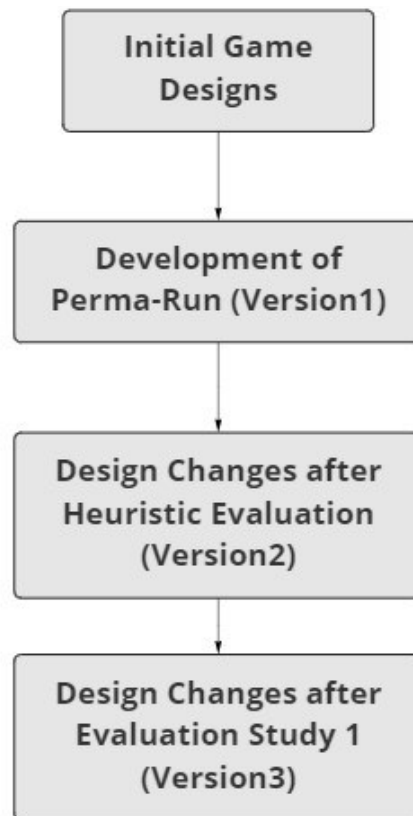 Initial Game
Designs
Development of
Perma-Run (Version1)
Design Changes after
Heuristic Evaluation
(Version2)
Design Changes after
Evaluation Study 1
(Version3)